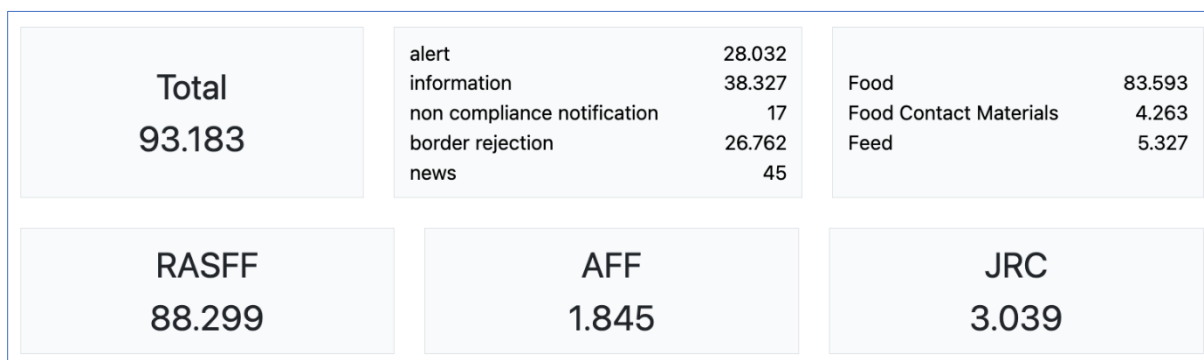 Total
93.183
alert 28.032
information 38.327
non compliance notification 17
border rejection 26.762
news 45
Food 83.593
Food Contact Materials 4.263
Feed 5.327
RASFF
88.299
AFF
1.845
JRC
3.039